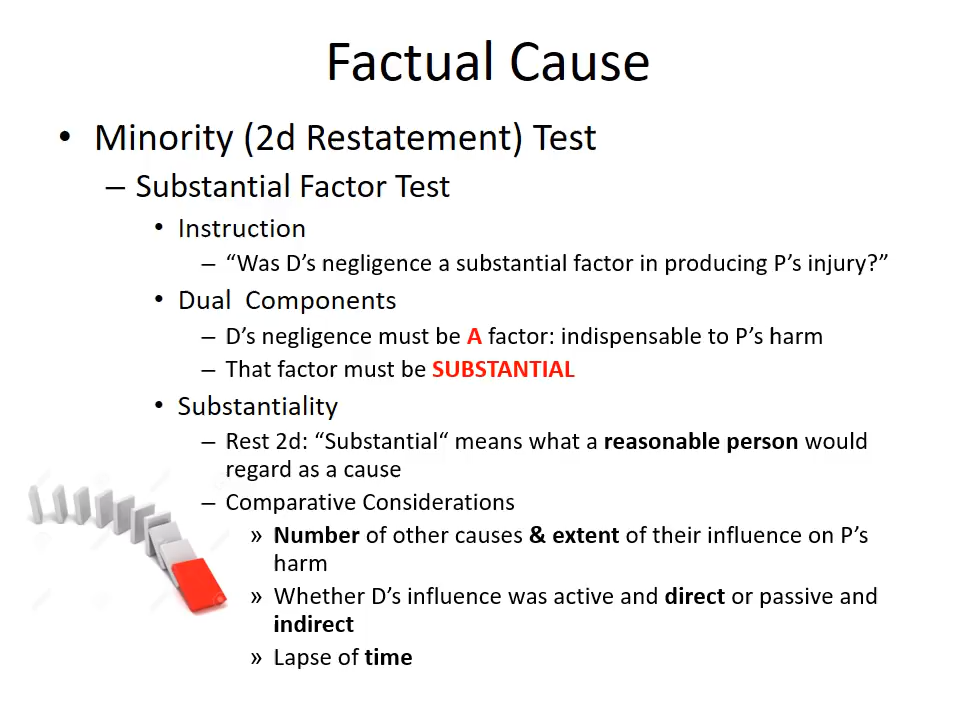 Factual Cause
• Minority (2d Restatement) Test
– Substantial Factor Test
• Instruction
– “Was D’s negligence a substantial factor in producing P’s injury?”
• Dual Components
– D’s negligence must be A factor: indispensable to P’s harm
– That factor must be SUBSTANTIAL
• Substantiality
– Rest 2d: “Substantial“ means what a reasonable person would
regard as a cause
– Comparative Considerations
» Number of other causes & extent of their influence on P’s
harm
» Whether D’s influence was active and direct or passive and
indirect
» Lapse of time